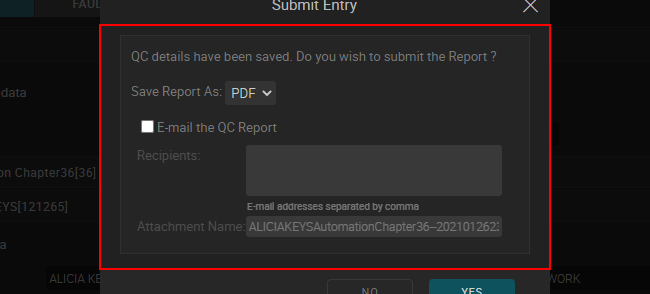 Submit Entry
FAUL
QC details have been saved. Do you wish to submit the Report ?
data
Save Report As: PDF
E-mail the QC Report
Recipients:
on Chapter36[36]
E-mail addresses separated by comma
EYS[121265]
Attachment Name: ALICIAKEYSAutomationChapter36--2021012623
a
ALICIA KE
WORK
NO
YES